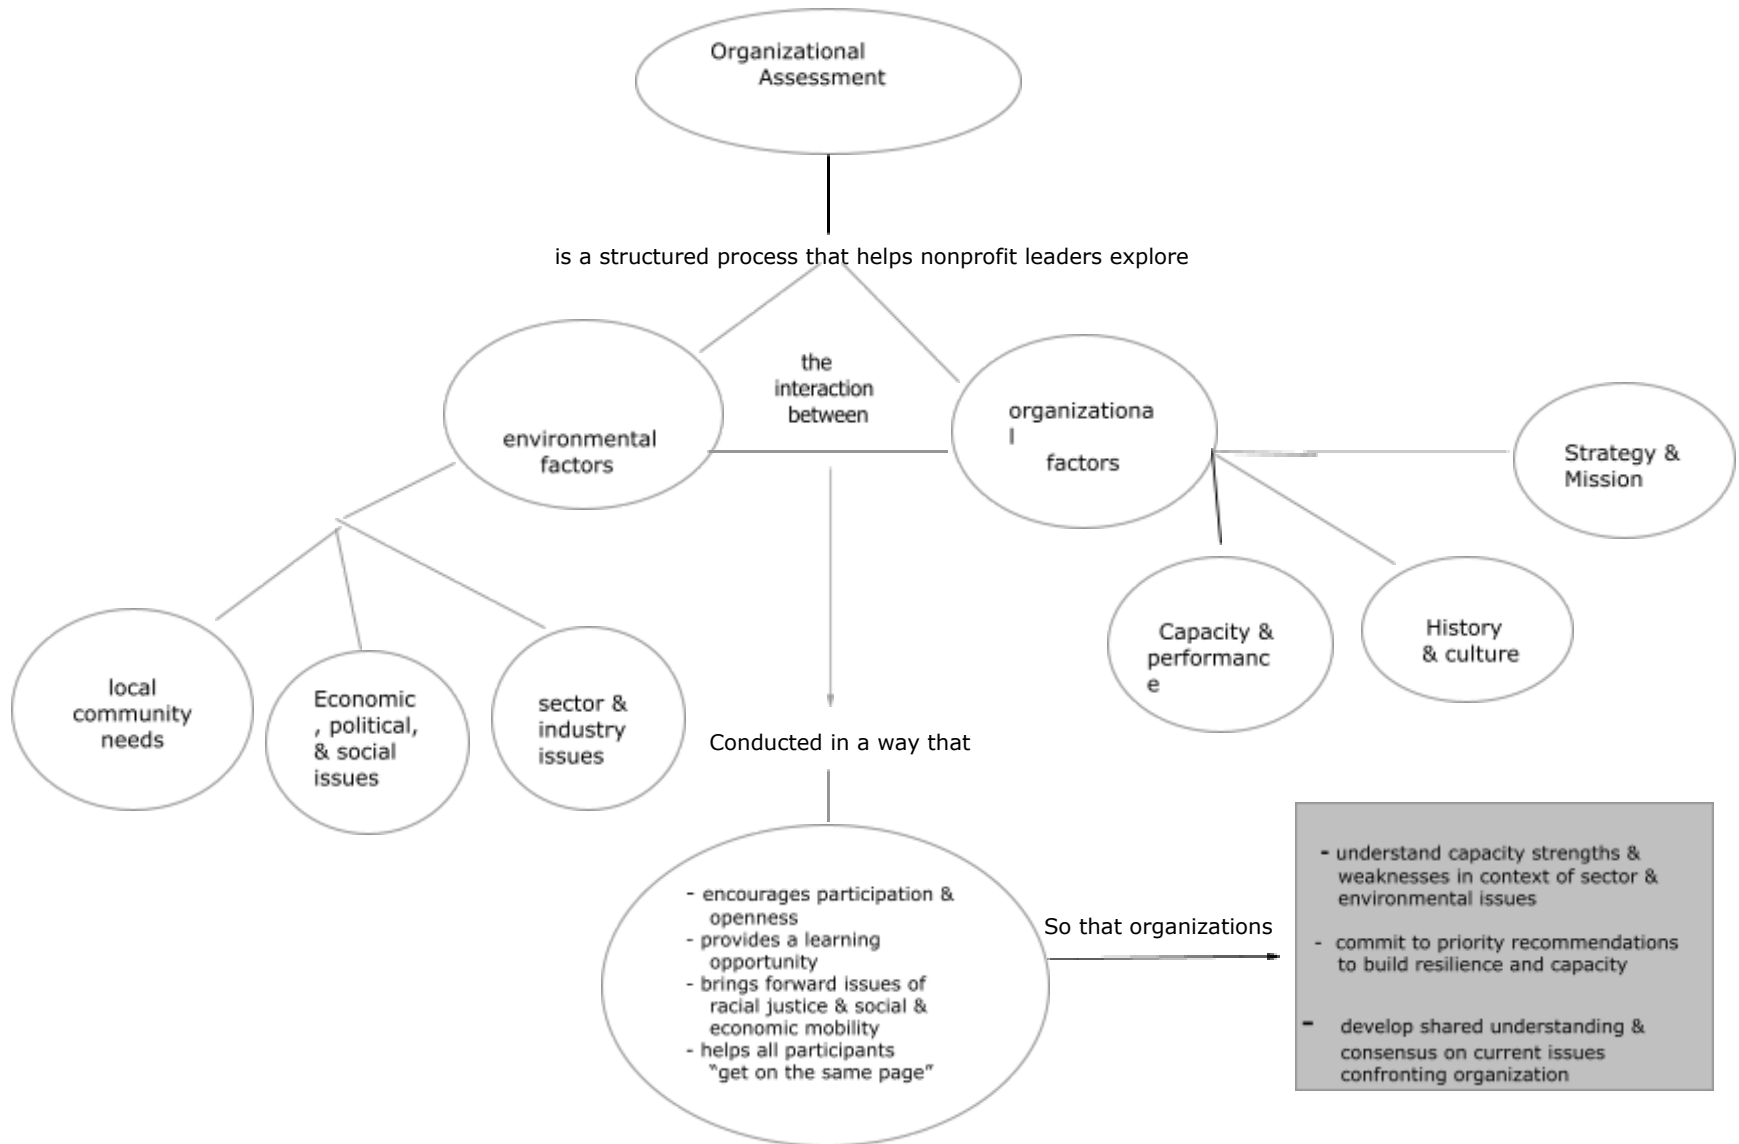 Organizational
Assessment
is a structured process that helps nonprofit leaders explore
the
interaction
between
environmental
factors
organizationa
l
factors
Strategy &
Mission
Capacity &
performanc
e
History
& culture
local
community
needs
Economic
, political,
& social
issues
sector &
industry
issues
Conducted in a way that
- encourages participation &
openness
- provides a learning
opportunity
- brings forward issues of
racial justice & social &
economic mobility
- helps all participants
“get on the same page”
So that organizations
- understand capacity strengths &
weaknesses in context of sector &
environmental issues
- commit to priority recommendations
to build resilience and capacity
- develop shared understanding &
consensus on current issues
confronting organization